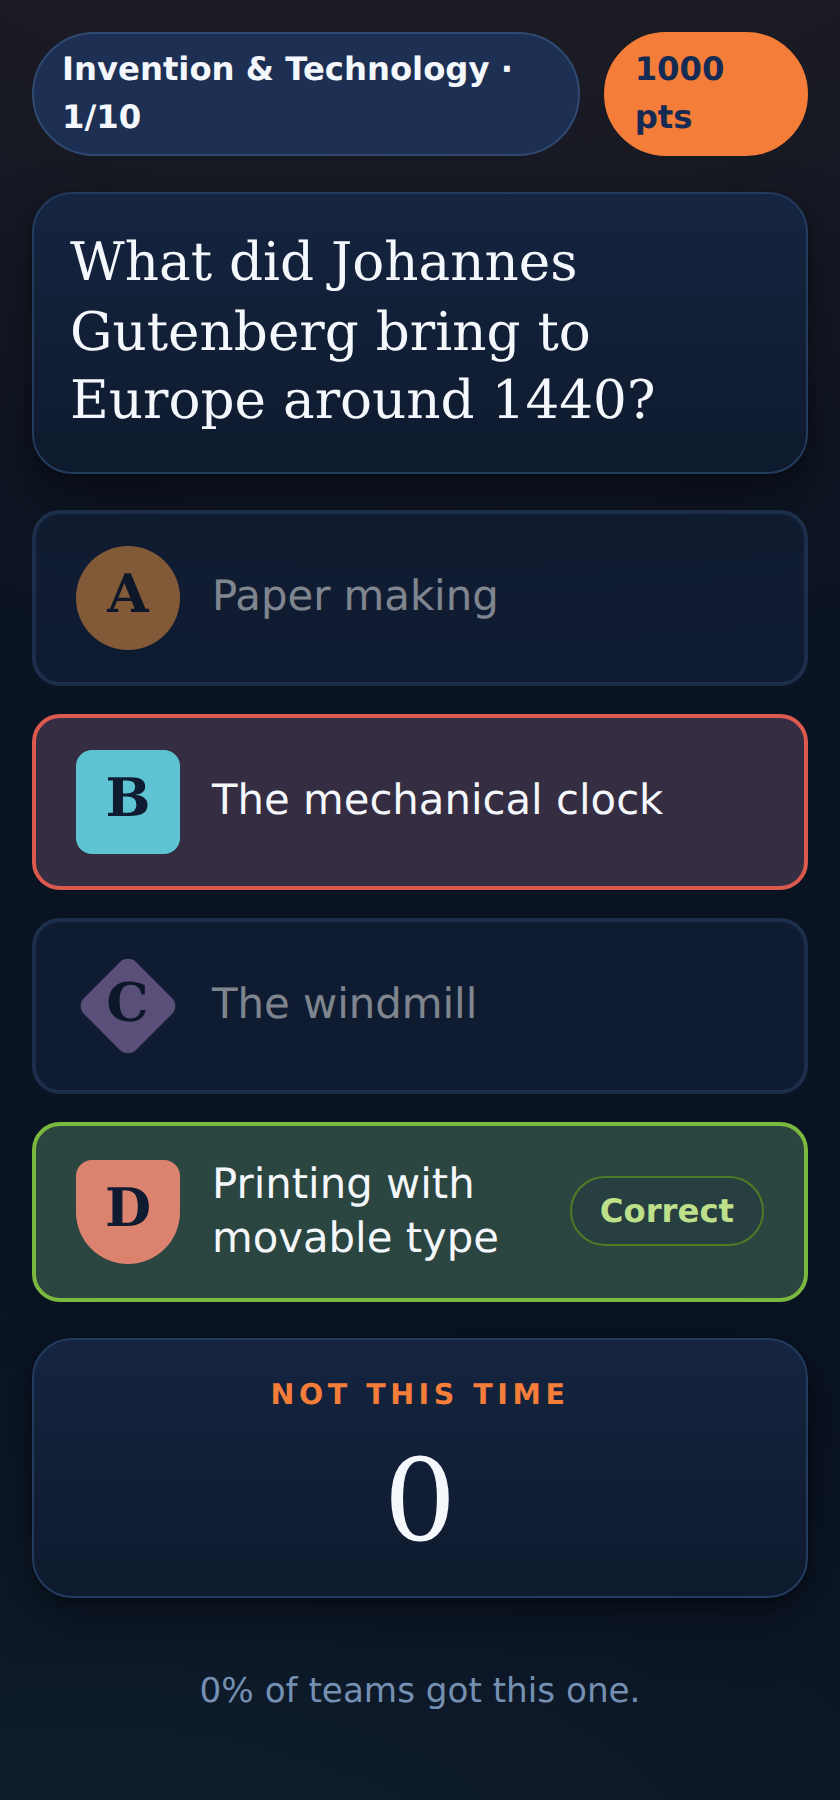 Invention & Technology ·
1/10
1000
pts
What did Johannes
Gutenberg bring to
Europe around 1440?
A Paper making
B The mechanical clock
C The windmill
D Printing with
movable type
Correct
NOT THIS TIME
0
0% of teams got this one.